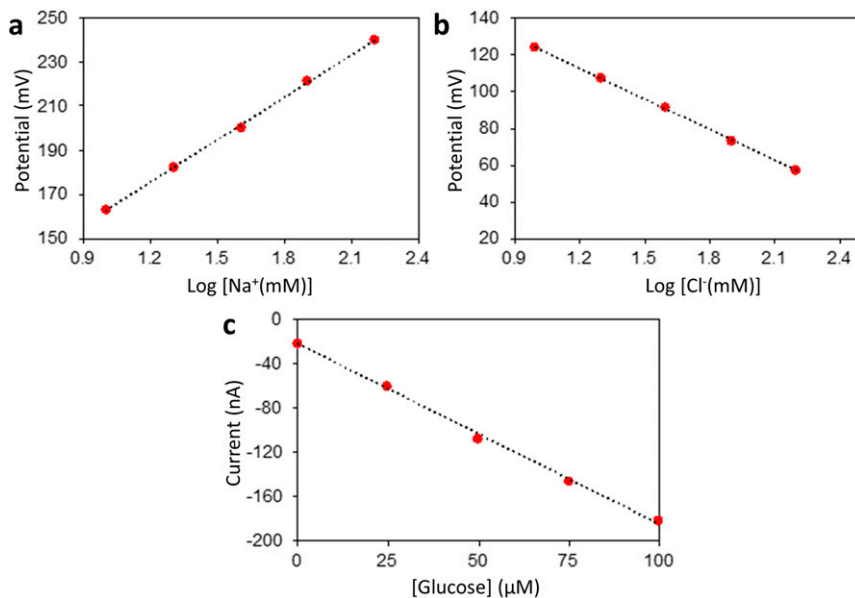 a
Potential (mV)
250
230
210
190
170
150
0.9 1.2 1.5 1.8 2.1 2.4
Log [Na⁺(mM)]
b
Potential (mV)
140
120
100
80
60
40
20
0.9 1.2 1.5 1.8 2.1 2.4
Log [Cl⁻(mM)]
c
Current (nA)
0
-40
-80
-120
-160
-200
0 25 50 75 100
[Glucose] (µM)